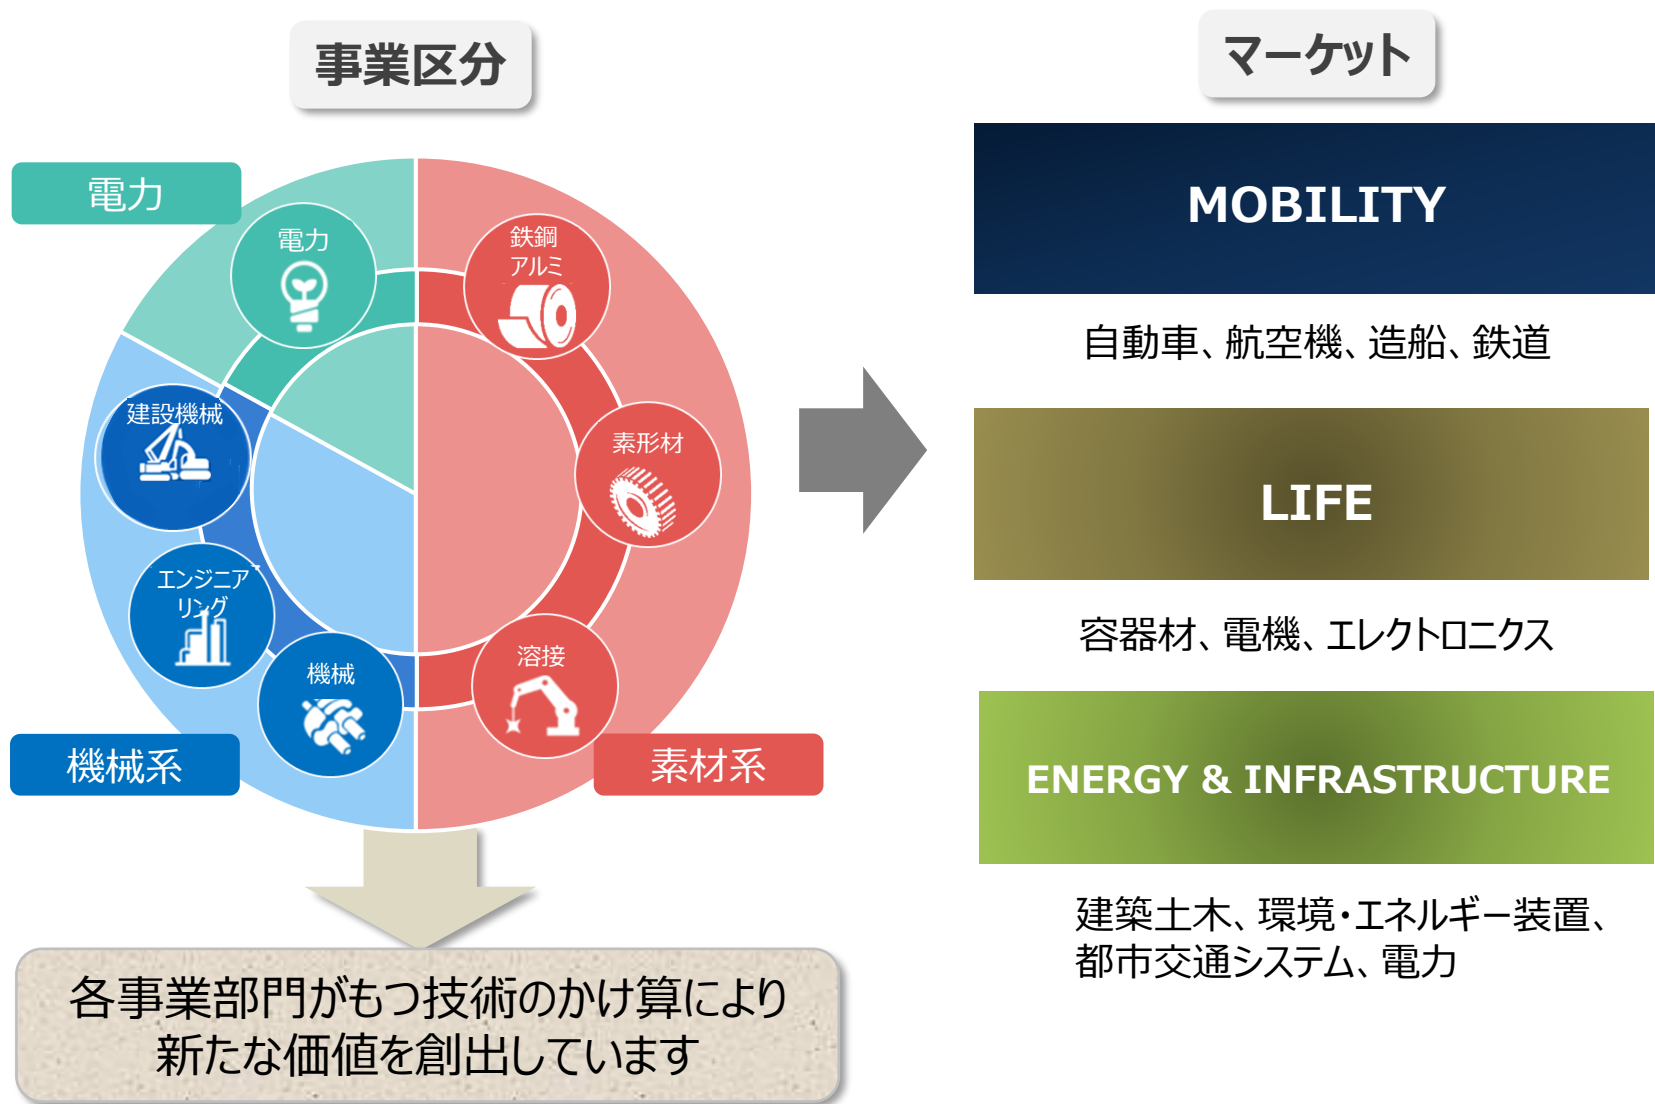 事業区分
マーケット
電力
電力
鉄鋼
アルミ
建設機械
素形材
エンジニア
リング
機械
溶接
機械系
素材系
各事業部門がもつ技術のかけ算により
新たな価値を創出しています
MOBILITY
自動車、航空機、造船、鉄道
LIFE
容器材、電機、エレクトロニクス
ENERGY & INFRASTRUCTURE
建築土木、環境・エネルギー装置、
都市交通システム、電力